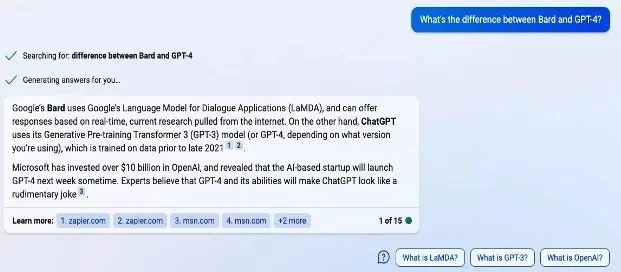 What's the difference between Bard and GPT-4?
Searching for: difference between Bard and GPT-4
Generating answers for you...
Google's Bard uses Google's Language Model for Dialogue Applications (LaMDA), and can offer
responses based on real-time, current research pulled from the internet. On the other hand, ChatGPT
uses its Generative Pre-training Transformer 3 (GPT-3) model (or GPT-4, depending on what version
you're using), which is trained on data prior to late 2021 1 2.
Microsoft has invested over $10 billion in OpenAI, and revealed that the AI-based startup will launch
GPT-4 next week sometime. Experts believe that GPT-4 and its abilities will make ChatGPT look like a
rudimentary joke 3.
Learn more: 1. zapier.com 2. zapier.com 3. msn.com 4. msn.com +2 more 1 of 15
What is LaMDA? What is GPT-3? What is OpenAI?